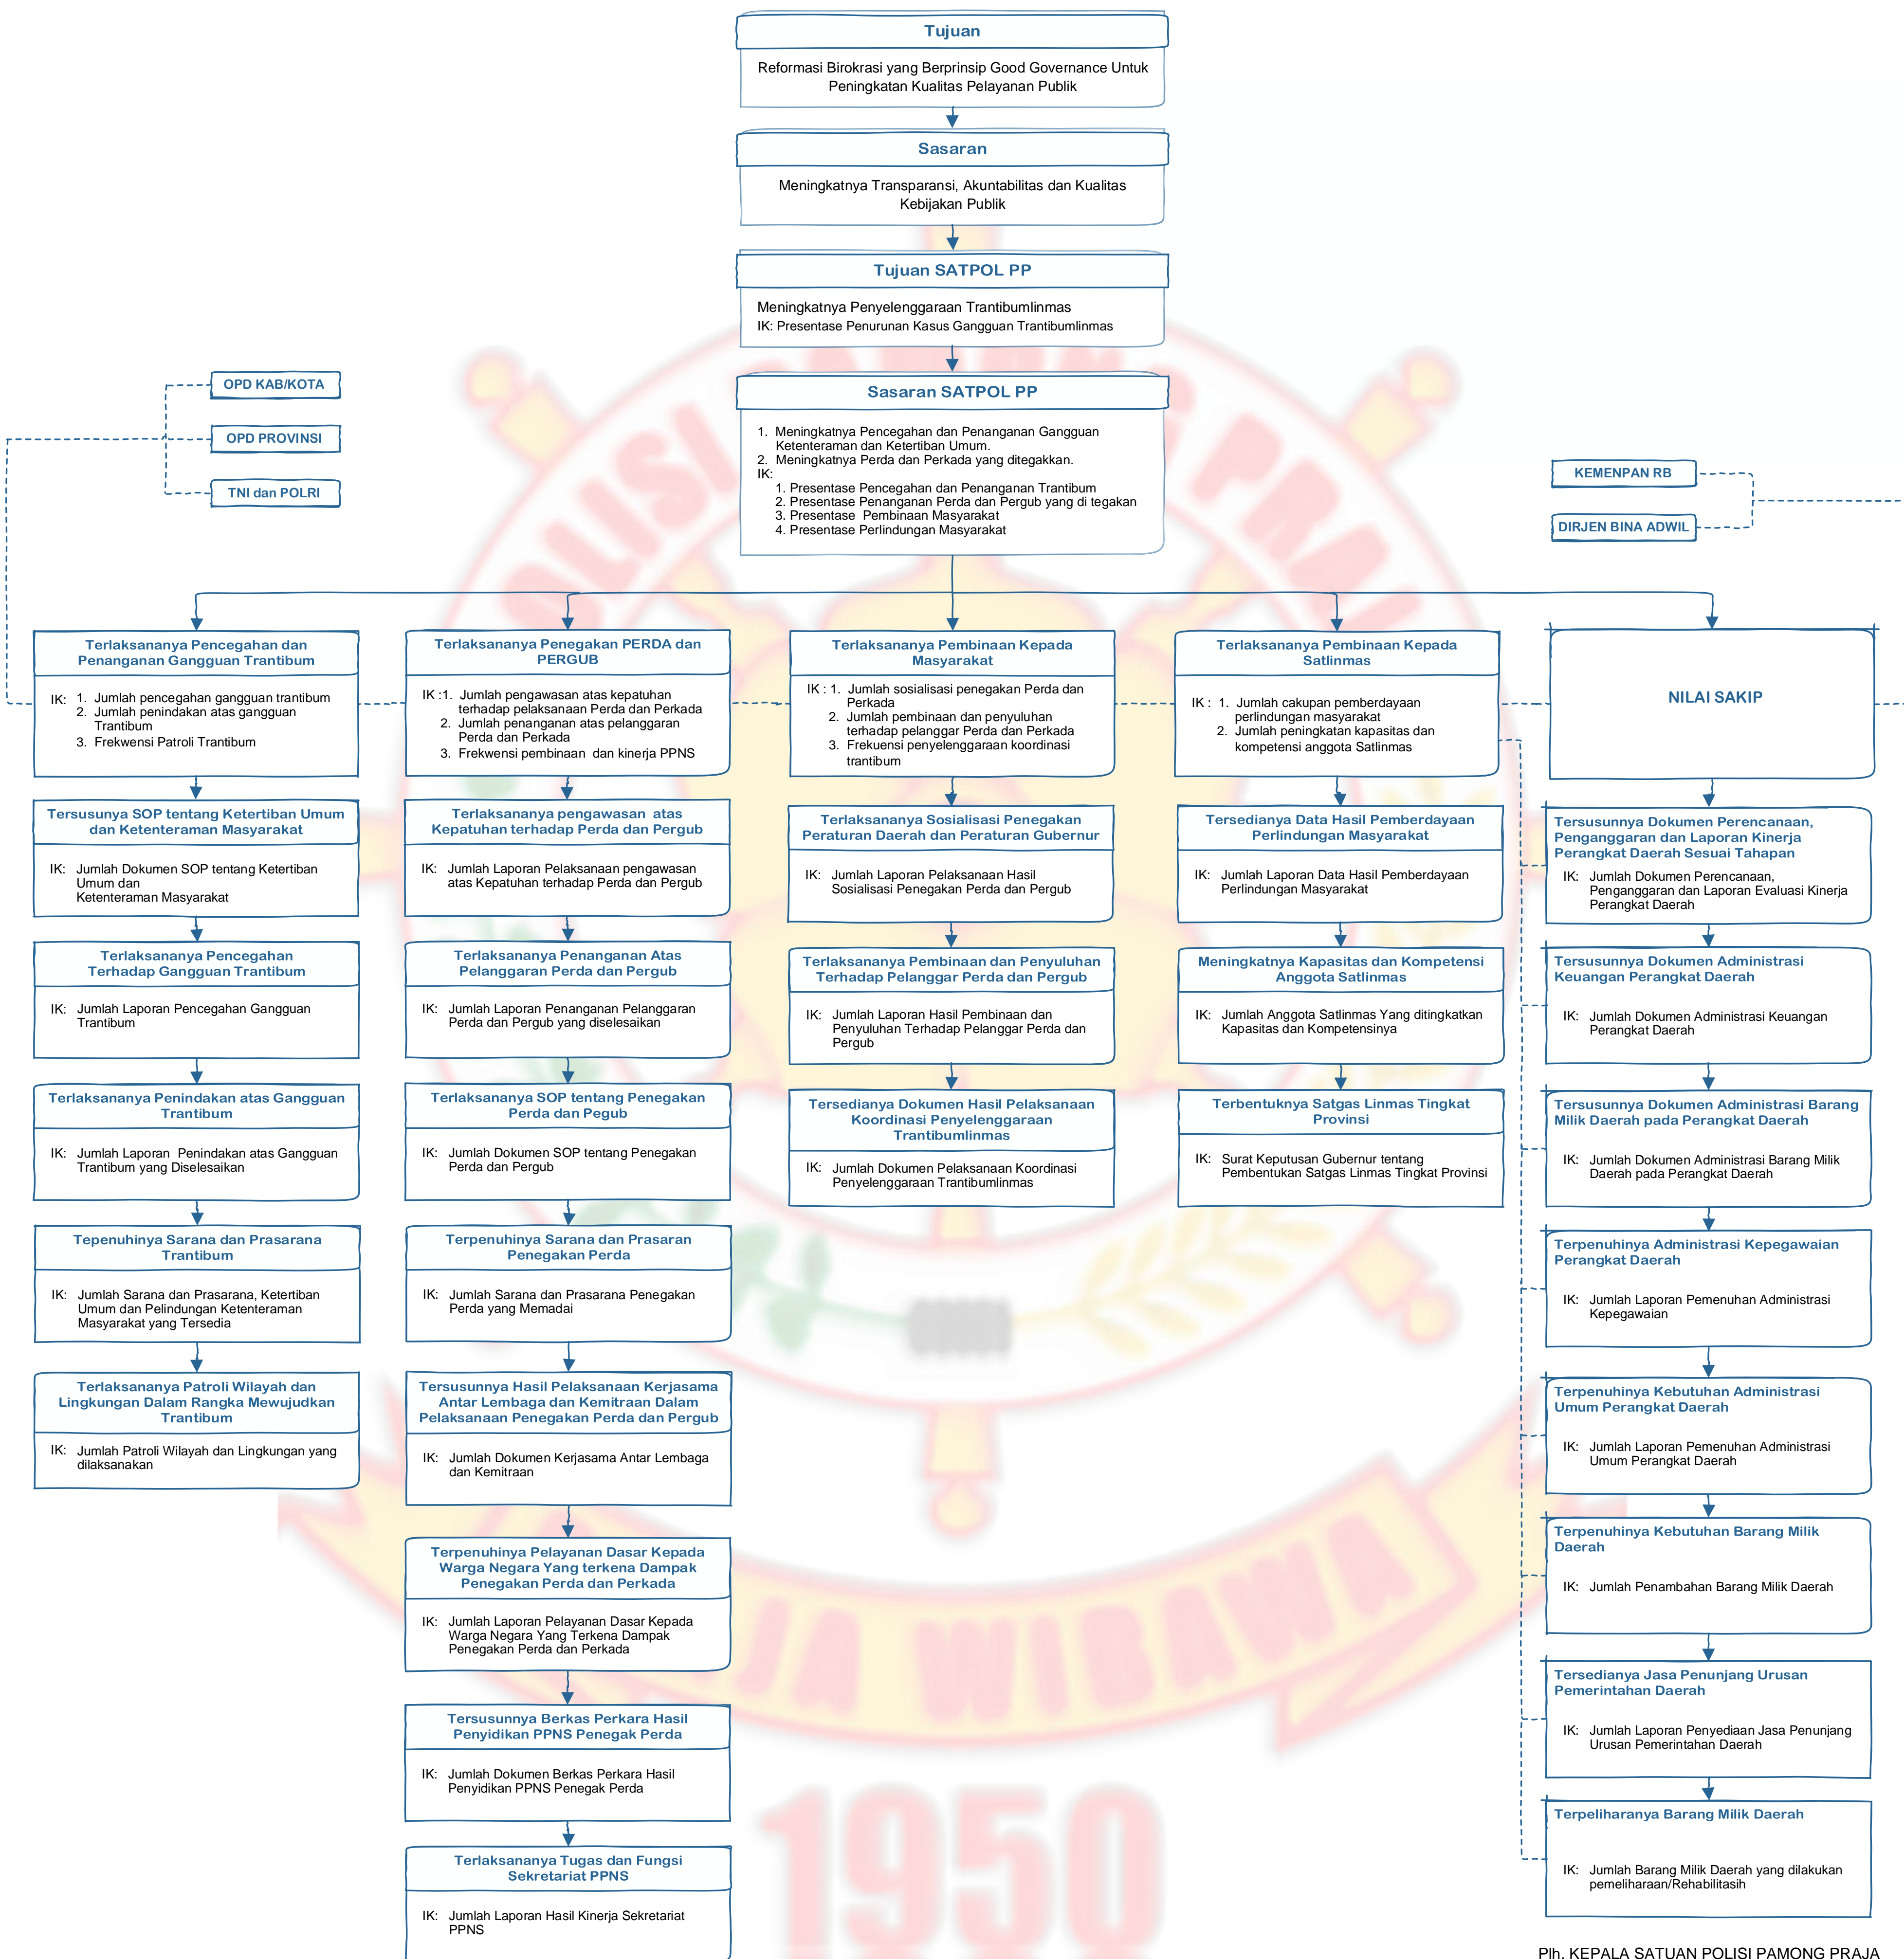 Tujuan
Reformasi Birokrasi yang Berprinsip Good Governance Untuk
Peningkatan Kualitas Pelayanan Publik
Sasaran
Meningkatnya Transparansi, Akuntabilitas dan Kualitas
Kebijakan Publik
Tujuan SATPOL PP
Meningkatnya Penyelenggaraan Trantibumlinmas
IK: Presentase Penurunan Kasus Gangguan Trantibumlinmas
Sasaran SATPOL PP
1. Meningkatnya Pencegahan dan Penanganan Gangguan
Ketenteraman dan Ketertiban Umum.
2. Meningkatnya Perda dan Perkada yang ditegakkan.
IK:
1. Presentase Pencegahan dan Penanganan Trantibum
2. Presentase Penanganan Perda dan Pergub yang di tegakan
3. Presentase Pembinaan Masyarakat
4. Presentase Perlindungan Masyarakat
OPD KAB/KOTA
OPD PROVINSI
TNI dan POLRI
KEMENPAN RB
DIRJEN BINA ADWIL
Terlaksananya Pencegahan dan
Penanganan Gangguan Trantibum
IK: 1. Jumlah pencegahan gangguan trantibum
2. Jumlah penindakan atas gangguan
Trantibum
3. Frekwensi Patroli Trantibum
Tersusunya SOP tentang Ketertiban Umum
dan Ketenteraman Masyarakat
IK: Jumlah Dokumen SOP tentang Ketertiban
Umum dan
Ketenteraman Masyarakat
Terlaksananya Pencegahan
Terhadap Gangguan Trantibum
IK: Jumlah Laporan Pencegahan Gangguan
Trantibum
Terlaksananya Penindakan atas Gangguan
Trantibum
IK: Jumlah Laporan Penindakan atas Gangguan
Trantibum yang Diselesaikan
Tepenuhinya Sarana dan Prasarana
Trantibum
IK: Jumlah Sarana dan Prasarana, Ketertiban
Umum dan Pelindungan Ketenteraman
Masyarakat yang Tersedia
Terlaksananya Patroli Wilayah dan
Lingkungan Dalam Rangka Mewujudkan
Trantibum
IK: Jumlah Patroli Wilayah dan Lingkungan yang
dilaksanakan
Terlaksananya Penegakan PERDA dan
PERGUB
IK :1. Jumlah pengawasan atas kepatuhan
terhadap pelaksanaan Perda dan Perkada
2. Jumlah penanganan atas pelanggaran
Perda dan Perkada
3. Frekwensi pembinaan dan kinerja PPNS
Terlaksananya pengawasan atas
Kepatuhan terhadap Perda dan Pergub
IK: Jumlah Laporan Pelaksanaan pengawasan
atas Kepatuhan terhadap Perda dan Pergub
Terlaksananya Penanganan Atas
Pelanggaran Perda dan Pergub
IK: Jumlah Laporan Penanganan Pelanggaran
Perda dan Pergub yang diselesaikan
Terlaksananya SOP tentang Penegakan
Perda dan Pegub
IK: Jumlah Dokumen SOP tentang Penegakan
Perda dan Pergub
Terpenuhinya Sarana dan Prasaran
Penegakan Perda
IK: Jumlah Sarana dan Prasarana Penegakan
Perda yang Memadai
Tersusunnya Hasil Pelaksanaan Kerjasama
Antar Lembaga dan Kemitraan Dalam
Pelaksanaan Penegakan Perda dan Pergub
IK: Jumlah Dokumen Kerjasama Antar Lembaga
dan Kemitraan
Terpenuhinya Pelayanan Dasar Kepada
Warga Negara Yang terkena Dampak
Penegakan Perda dan Perkada
IK: Jumlah Laporan Pelayanan Dasar Kepada
Warga Negara Yang Terkena Dampak
Penegakan Perda dan Perkada
Tersusunnya Berkas Perkara Hasil
Penyidikan PPNS Penegak Perda
IK: Jumlah Dokumen Berkas Perkara Hasil
Penyidikan PPNS Penegak Perda
Terlaksananya Tugas dan Fungsi
Sekretariat PPNS
IK: Jumlah Laporan Hasil Kinerja Sekretariat
PPNS
Terlaksananya Pembinaan Kepada
Masyarakat
IK : 1. Jumlah sosialisasi penegakan Perda dan
Perkada
2. Jumlah pembinaan dan penyuluhan
terhadap pelanggar Perda dan Perkada
3. Frekuensi penyelenggaraan koordinasi
trantibum
Terlaksananya Sosialisasi Penegakan
Peraturan Daerah dan Peraturan Gubernur
IK: Jumlah Laporan Pelaksanaan Hasil
Sosialisasi Penegakan Perda dan Pergub
Terlaksananya Pembinaan dan Penyuluhan
Terhadap Pelanggar Perda dan Pergub
IK: Jumlah Laporan Hasil Pembinaan dan
Penyuluhan Terhadap Pelanggar Perda dan
Pergub
Tersedianya Dokumen Hasil Pelaksanaan
Koordinasi Penyelenggaraan
Trantibumlinmas
IK: Jumlah Dokumen Pelaksanaan Koordinasi
Penyelenggaraan Trantibumlinmas
Terlaksananya Pembinaan Kepada
Satlinmas
IK : 1. Jumlah cakupan pemberdayaan
perlindungan masyarakat
2. Jumlah peningkatan kapasitas dan
kompetensi anggota Satlinmas
Tersedianya Data Hasil Pemberdayaan
Perlindungan Masyarakat
IK: Jumlah Laporan Data Hasil Pemberdayaan
Perlindungan Masyarakat
Meningkatnya Kapasitas dan Kompetensi
Anggota Satlinmas
IK: Jumlah Anggota Satlinmas Yang ditingkatkan
Kapasitas dan Kompetensinya
Terbentuknya Satgas Linmas Tingkat
Provinsi
IK: Surat Keputusan Gubernur tentang
Pembentukan Satgas Linmas Tingkat Provinsi
NILAI SAKIP
Tersusunnya Dokumen Perencanaan,
Penganggaran dan Laporan Kinerja
Perangkat Daerah Sesuai Tahapan
IK: Jumlah Dokumen Perencanaan,
Penganggaran dan Laporan Evaluasi Kinerja
Perangkat Daerah
Tersusunnya Dokumen Administrasi
Keuangan Perangkat Daerah
IK: Jumlah Dokumen Administrasi Keuangan
Perangkat Daerah
Tersusunnya Dokumen Administrasi Barang
Milik Daerah pada Perangkat Daerah
IK: Jumlah Dokumen Administrasi Barang Milik
Daerah pada Perangkat Daerah
Terpenuhinya Administrasi Kepegawaian
Perangkat Daerah
IK: Jumlah Laporan Pemenuhan Administrasi
Kepegawaian
Terpenuhinya Kebutuhan Administrasi
Umum Perangkat Daerah
IK: Jumlah Laporan Pemenuhan Administrasi
Umum Perangkat Daerah
Terpenuhinya Kebutuhan Barang Milik
Daerah
IK: Jumlah Penambahan Barang Milik Daerah
Tersedianya Jasa Penunjang Urusan
Pemerintahan Daerah
IK: Jumlah Laporan Penyediaan Jasa Penunjang
Urusan Pemerintahan Daerah
Terpeliharanya Barang Milik Daerah
IK: Jumlah Barang Milik Daerah yang dilakukan
pemeliharaan/Rehabilitasih
Plh. KEPALA SATUAN POLISI PAMONG PRAJA
WIBAWA
1950